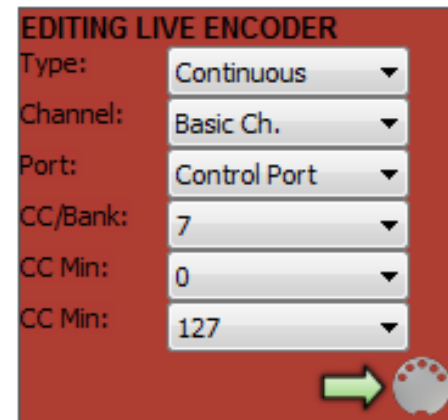 EDITING LIVE ENCODER
Type: Continuous
Channel: Basic Ch.
Port: Control Port
CC/Bank: 7
CC Min: 0
CC Min: 127